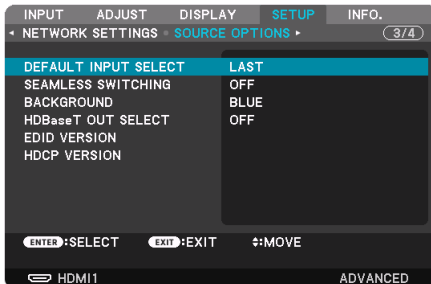 INPUT ADJUST DISPLAY SETUP INFO.
◂ NETWORK SETTINGS • SOURCE OPTIONS ▸ 3/4
DEFAULT INPUT SELECT LAST
SEAMLESS SWITCHING OFF
BACKGROUND BLUE
HDBaseT OUT SELECT OFF
EDID VERSION
HDCP VERSION
ENTER:SELECT EXIT:EXIT ⬍:MOVE
HDMI1 ADVANCED